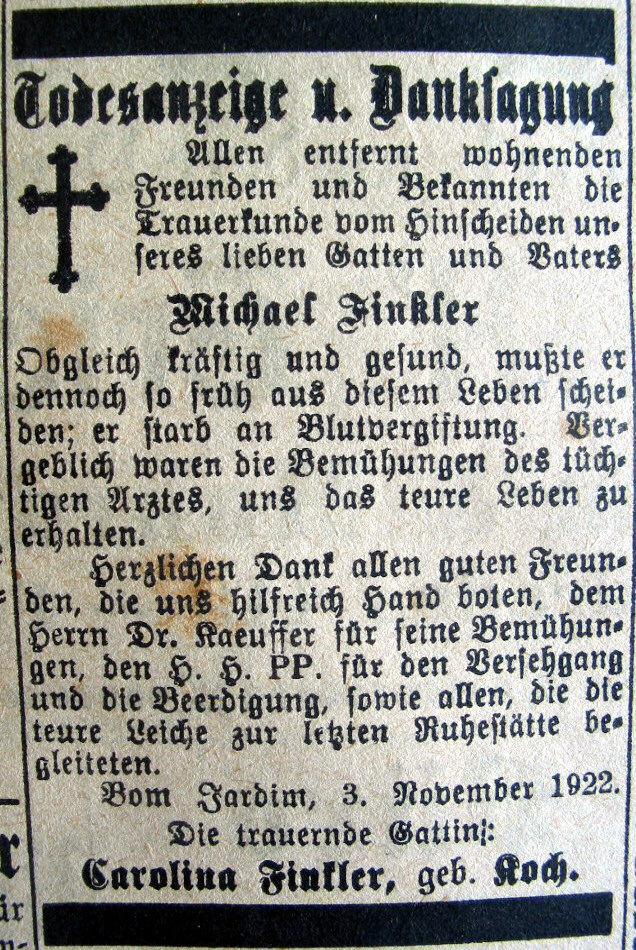 Todesanzeige u. Danksagung
Allen entfernt wohnenden
Freunden und Bekannten die
Trauerkunde vom Hinscheiden un-
seres lieben Gatten und Vaters
Michael Finkler
Obgleich kräftig und gesund, mußte er
dennoch so früh aus diesem Leben schei-
den; er starb an Blutvergiftung. Ver-
geblich waren die Bemühungen des tüch-
tigen Arztes, uns das teure Leben zu
erhalten.
Herzlichen Dank allen guten Freun-
den, die uns hilfreich Hand boten, dem
Herrn Dr. Kaeuffer für seine Bemühun-
gen, den H. H. PP. für den Versehgang
und die Beerdigung, sowie allen, die die
teure Leiche zur letzten Ruhestätte be-
gleiteten.
Bom Jardim, 3. November 1922.
Die trauernde Gattin:
Carolina Finkler, geb. Koch.